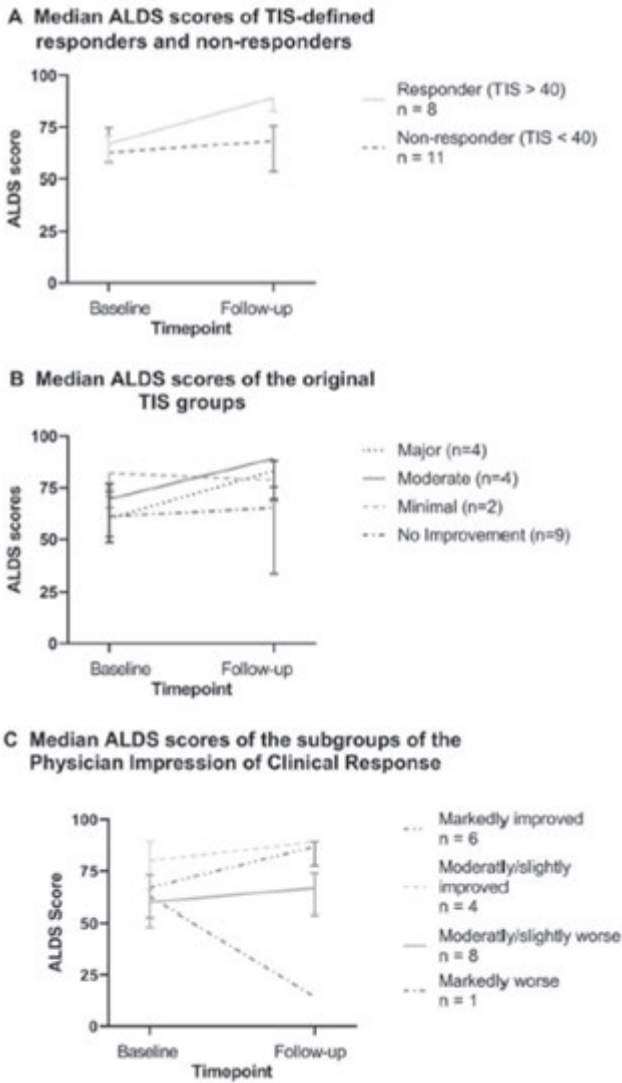 A Median ALDS scores of TIS-defined
responders and non-responders
100
75
50
25
0
ALDS score
Baseline
Follow-up
Timepoint
Responder (TIS > 40)
n = 8
Non-responder (TIS < 40)
n = 11
B Median ALDS scores of the original
TIS groups
100
75
50
25
0
ALDS scores
Baseline
Follow-up
Timepoint
Major (n=4)
Moderate (n=4)
Minimal (n=2)
No Improvement (n=9)
C Median ALDS scores of the subgroups of the
Physician Impression of Clinical Response
100
75
50
25
0
ALDS Score
Baseline
Follow-up
Timepoint
Markedly improved
n = 6
Moderatly/slightly
improved
n = 4
Moderatly/slightly worse
n = 8
Markedly worse
n = 1